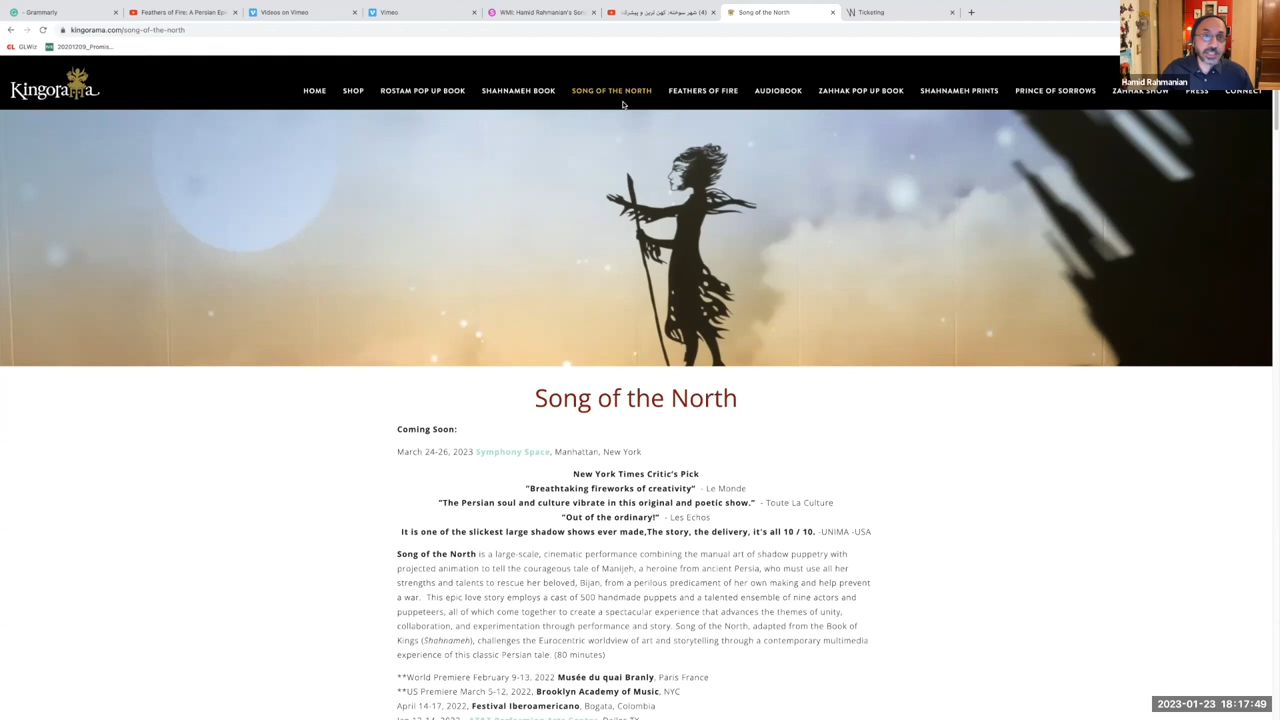 - Grammarly
Feathers of Fire: A Persian Epi
Videos on Vimeo
Vimeo
WMI: Hamid Rahmanian's Son
(4) شهر سوخته: کهن ترین و پیشرفت
Song of the North
Ticketing
kingorama.com/song-of-the-north
GL GLWiz
20201209_Promis...
Hamid Rahmanian
Kingorama
HOME SHOP ROSTAM POP UP BOOK SHAHNAMEH BOOK SONG OF THE NORTH FEATHERS OF FIRE AUDIOBOOK ZAHHAK POP UP BOOK SHAHNAMEH PRINTS PRINCE OF SORROWS ZAHHAK SHOW PRESS CONNECT
Song of the North
Coming Soon:
March 24-26, 2023 Symphony Space, Manhattan, New York
New York Times Critic's Pick
"Breathtaking fireworks of creativity" - Le Monde
"The Persian soul and culture vibrate in this original and poetic show." - Toute La Culture
"Out of the ordinary!" - Les Echos
It is one of the slickest large shadow shows ever made,The story, the delivery, it's all 10 / 10. -UNIMA -USA
Song of the North is a large-scale, cinematic performance combining the manual art of shadow puppetry with
projected animation to tell the courageous tale of Manijeh, a heroine from ancient Persia, who must use all her
strengths and talents to rescue her beloved, Bijan, from a perilous predicament of her own making and help prevent
a war. This epic love story employs a cast of 500 handmade puppets and a talented ensemble of nine actors and
puppeteers, all of which come together to create a spectacular experience that advances the themes of unity,
collaboration, and experimentation through performance and story. Song of the North, adapted from the Book of
Kings (Shahnameh), challenges the Eurocentric worldview of art and storytelling through a contemporary multimedia
experience of this classic Persian tale. (80 minutes)
**World Premiere February 9-13, 2022 Musée du quai Branly, Paris France
**US Premiere March 5-12, 2022, Brooklyn Academy of Music, NYC
April 14-17, 2022, Festival Iberoamericano, Bogata, Colombia
2023-01-23 18:17:49